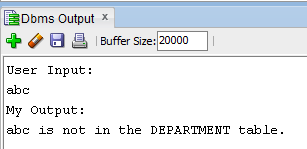 Dbms Output x
Buffer Size: 20000
User Input:
abc
My Output:
abc is not in the DEPARTMENT table.